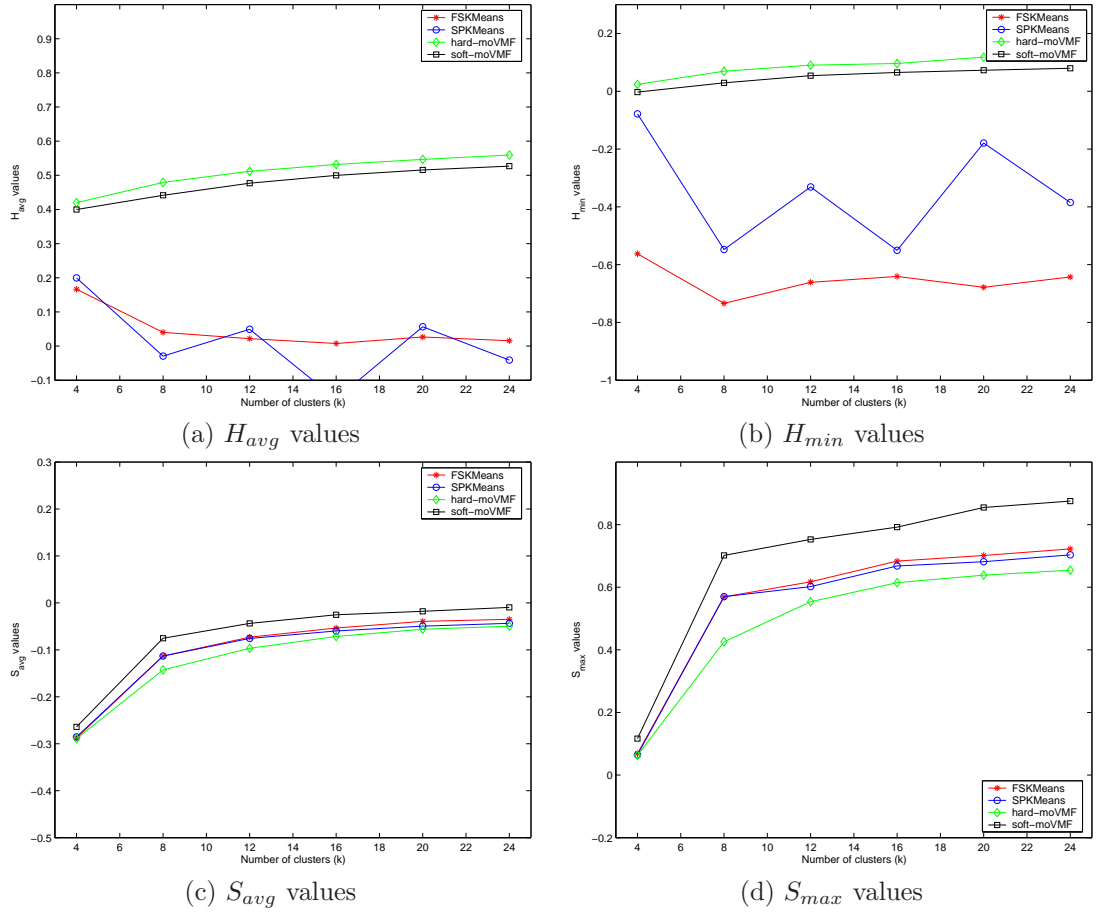 FSKMeans
SPKMeans
hard−moVMF
soft−moVMF
0.9
0.8
0.7
0.6
0.5
0.4
0.3
0.2
0.1
0
−0.1
H_avg values
4 6 8 10 12 14 16 18 20 22 24
Number of clusters (k)
(a) H_avg values
FSKMeans
SPKMeans
hard−moVMF
soft−moVMF
0.2
0
−0.2
−0.4
−0.6
−0.8
−1
H_min values
4 6 8 10 12 14 16 18 20 22 24
Number of clusters (k)
(b) H_min values
FSKMeans
SPKMeans
hard−moVMF
soft−moVMF
0.3
0.2
0.1
0
−0.1
−0.2
−0.3
−0.4
−0.5
S_avg values
4 6 8 10 12 14 16 18 20 22 24
Number of clusters (k)
(c) S_avg values
0.8
0.6
0.4
0.2
0
−0.2
S_max values
FSKMeans
SPKMeans
hard−moVMF
soft−moVMF
4 6 8 10 12 14 16 18 20 22 24
Number of clusters (k)
(d) S_max values